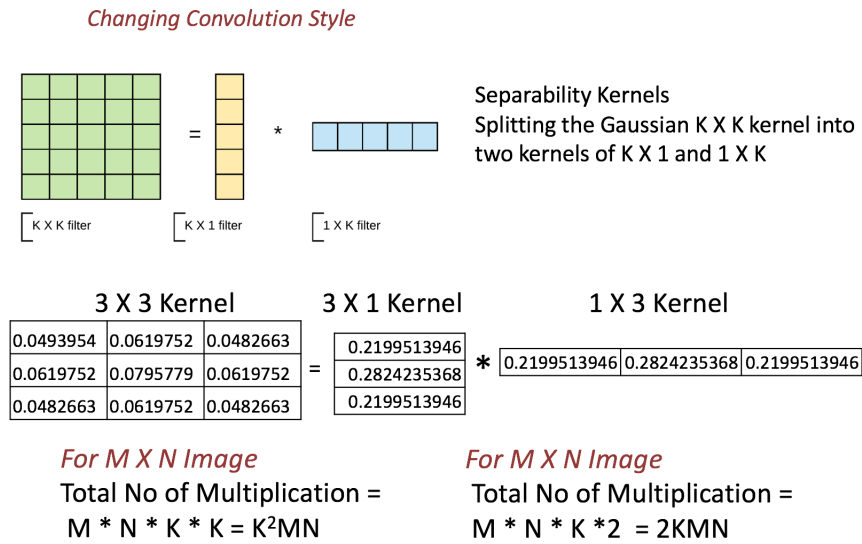 Changing Convolution Style
=
*
Separability Kernels
Splitting the Gaussian K X K kernel into
two kernels of K X 1 and 1 X K
K X K filter
K X 1 filter
1 X K filter
3 X 3 Kernel
3 X 1 Kernel
1 X 3 Kernel
0.0493954 0.0619752 0.0482663
0.0619752 0.0795779 0.0619752
0.0482663 0.0619752 0.0482663
=
0.2199513946
0.2824235368
0.2199513946
*
0.2199513946 0.2824235368 0.2199513946
For M X N Image
Total No of Multiplication =
M * N * K * K = K²MN
For M X N Image
Total No of Multiplication =
M * N * K *2 = 2KMN